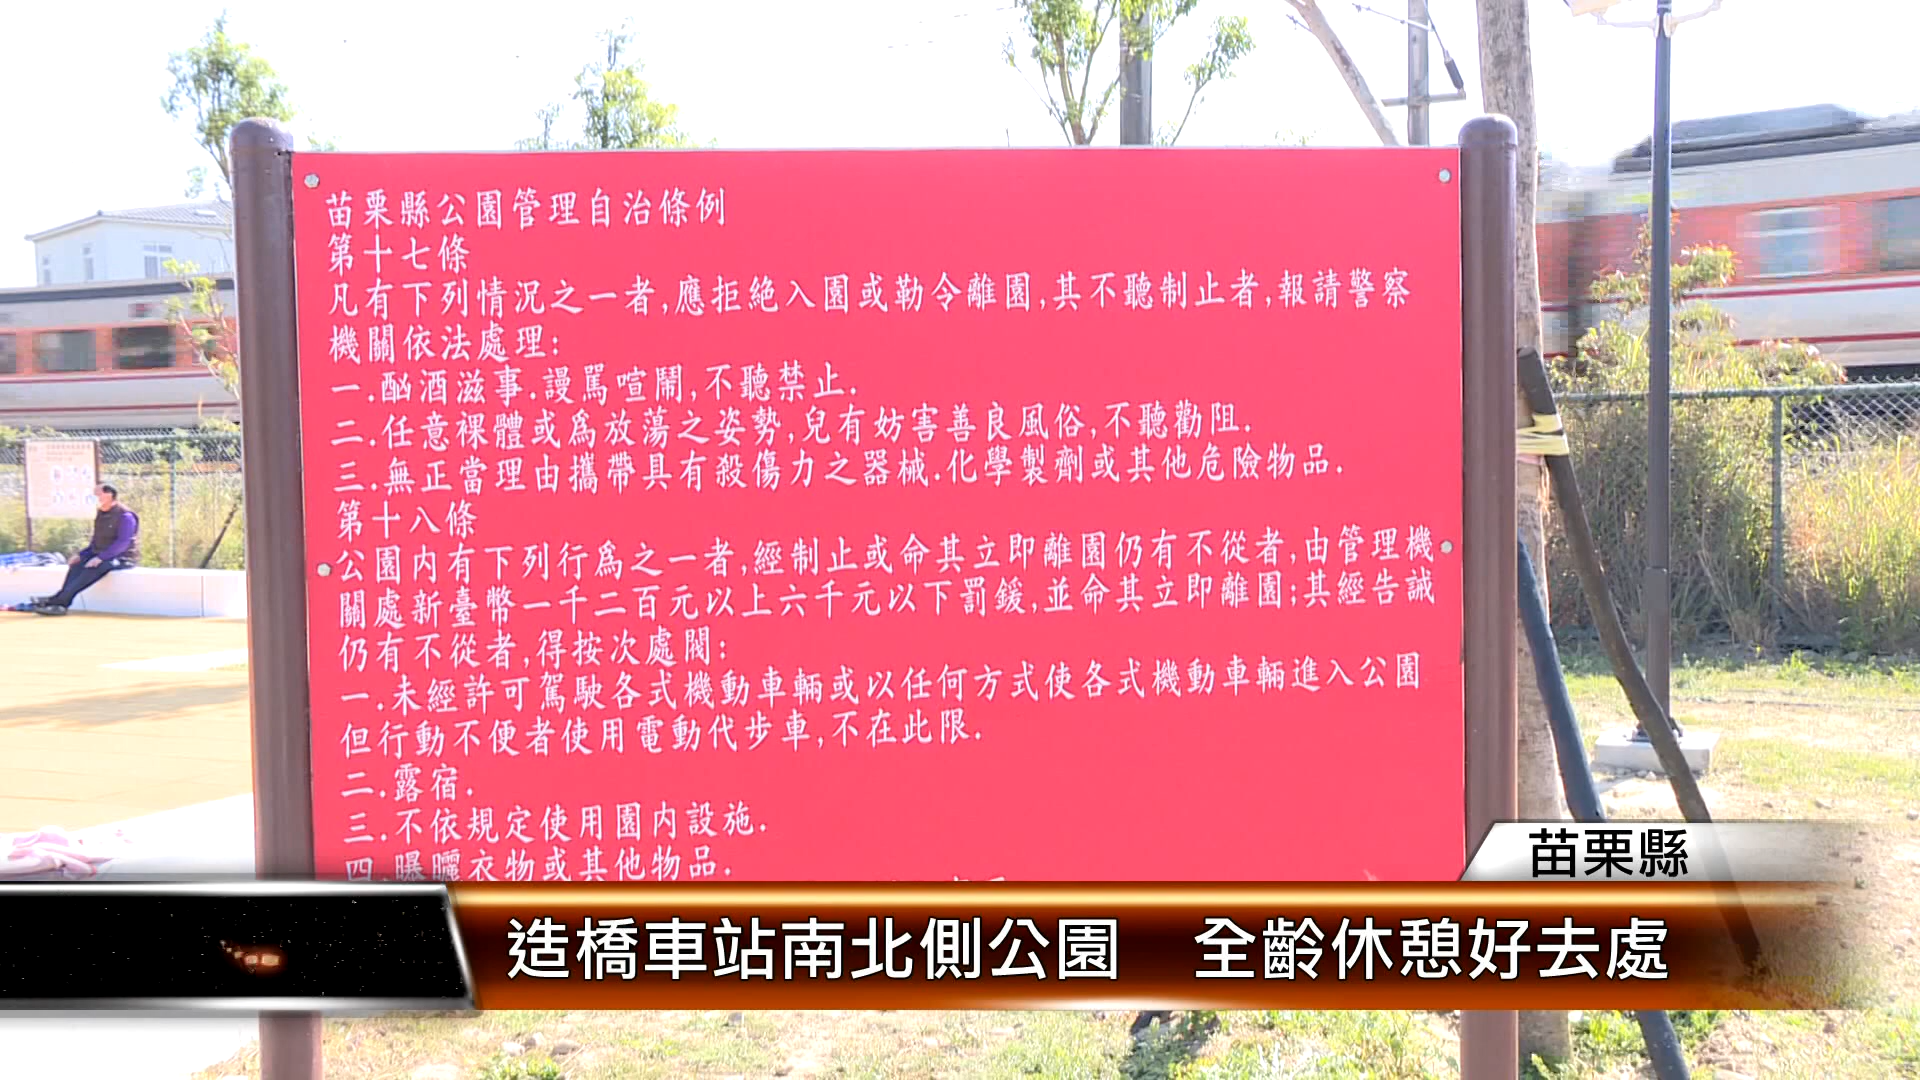 苗栗縣公園管理自治條例
第十七條
凡有下列情況之一者,應拒絶入園或勒令離園,其不聽制止者,報請警察
機關依法處理:
一.酗酒滋事.謾駡喧鬧,不聽禁止.
二.任意裸體或爲放蕩之姿勢,兒有妨害善良風俗,不聽勸阻.
三.無正當理由攜帶具有殺傷力之器械.化學製劑或其他危險物品.
第十八條
公園内有下列行爲之一者,經制止或命其立即離園仍有不從者,由管理機
關處新臺幣一千二百元以上六千元以下罰鍰,並命其立即離園;其經告誡
仍有不從者,得按次處閥:
一.未經許可駕駛各式機動車輛或以任何方式使各式機動車輛進入公園
但行動不便者使用電動代步車,不在此限.
二.露宿.
三.不依規定使用園内設施.
四.曝曬衣物或其他物品.
苗栗縣
造橋車站南北側公園 全齡休憩好去處